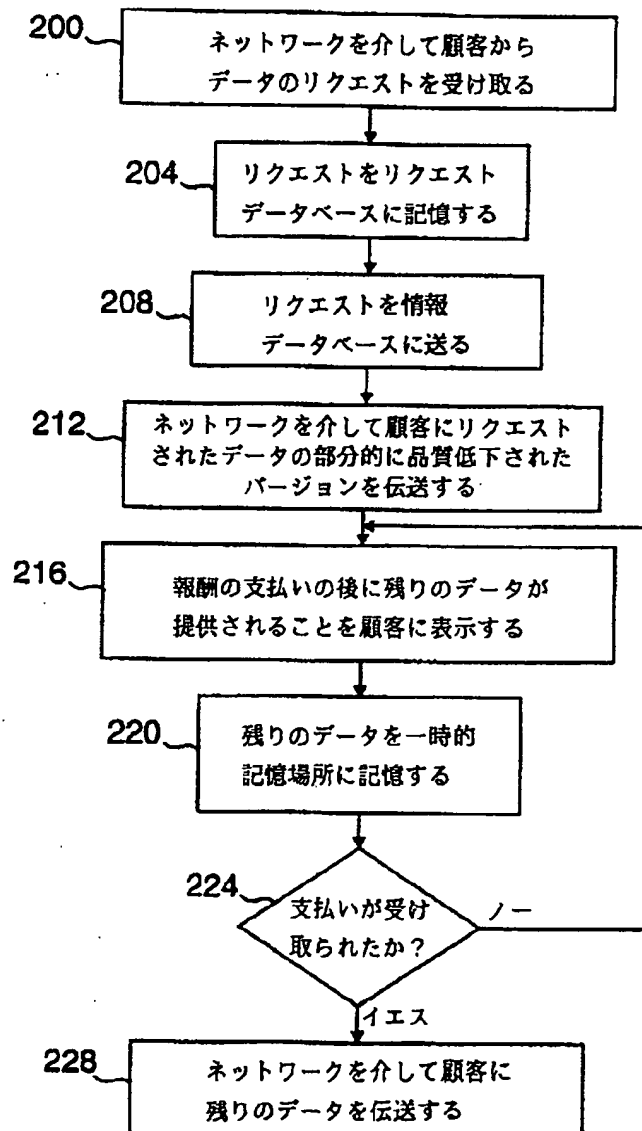 200
ネットワークを介して顧客から
データのリクエストを受け取る
204
リクエストをリクエスト
データベースに記憶する
208
リクエストを情報
データベースに送る
212
ネットワークを介して顧客にリクエスト
されたデータの部分的に品質低下された
バージョンを伝送する
216
報酬の支払いの後に残りのデータが
提供されることを顧客に表示する
220
残りのデータを一時的
記憶場所に記憶する
224
支払いが受け
取られたか？
ノー
イエス
228
ネットワークを介して顧客に
残りのデータを伝送する